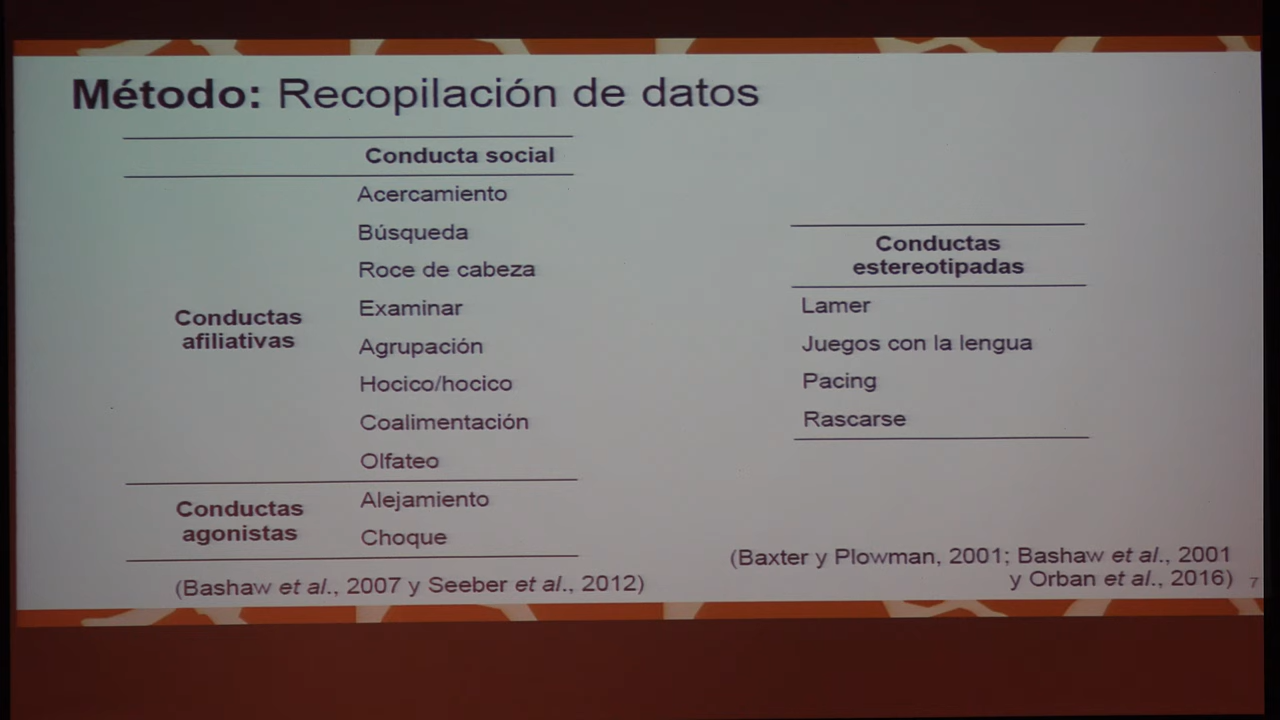 Método: Recopilación de datos
Conducta social
Conductas
afiliativas
Acercamiento
Búsqueda
Roce de cabeza
Examinar
Agrupación
Hocico/hocico
Coalimentación
Olfateo
Conductas
agonistas
Alejamiento
Choque
(Bashaw et al., 2007 y Seeber et al., 2012)
Conductas
estereotipadas
Lamer
Juegos con la lengua
Pacing
Rascarse
(Baxter y Plowman, 2001; Bashaw et al., 2001
y Orban et al., 2016)
7